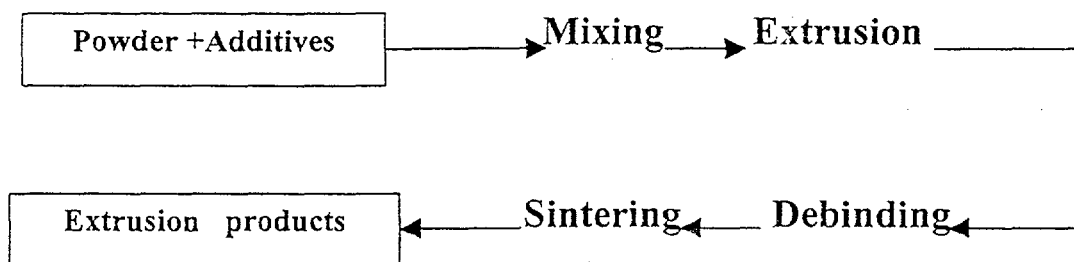 Powder +Additives Mixing Extrusion
Extrusion products Sintering Debinding